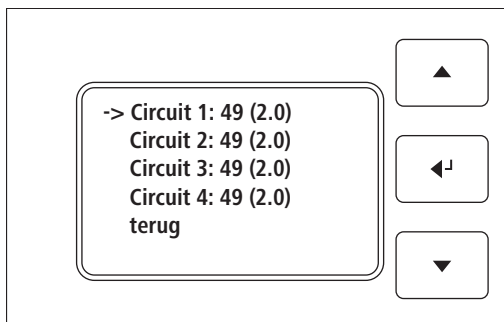 -> Circuit 1: 49 (2.0)
Circuit 2: 49 (2.0)
Circuit 3: 49 (2.0)
Circuit 4: 49 (2.0)
terug